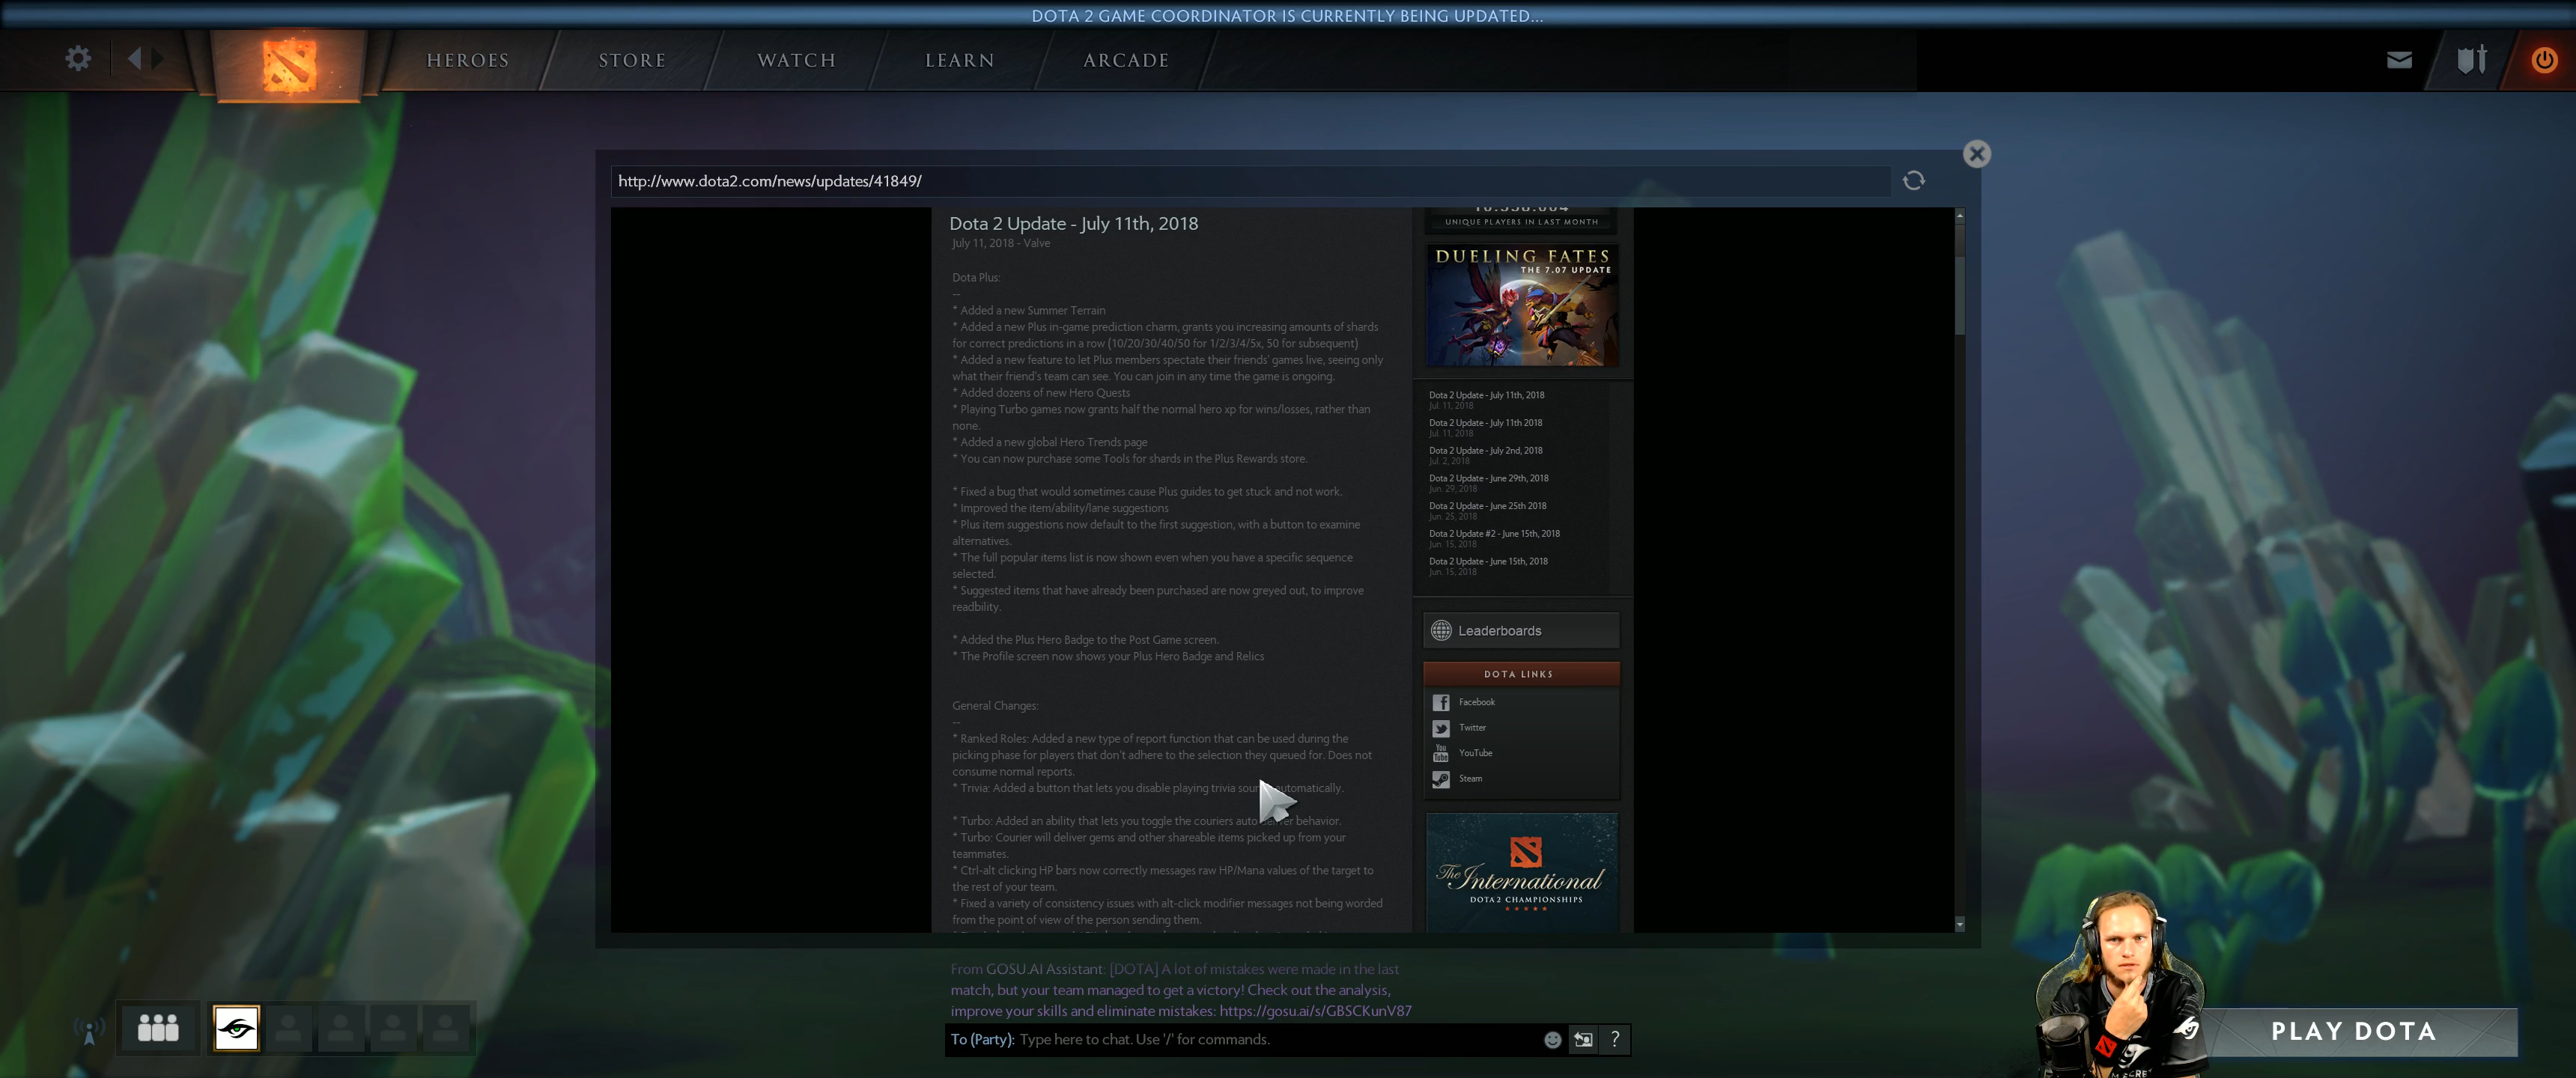 DOTA 2 GAME COORDINATOR IS CURRENTLY BEING UPDATED...
HEROES
STORE
WATCH
LEARN
ARCADE
http://www.dota2.com/news/updates/41849/
Dota 2 Update - July 11th, 2018
July 11, 2018 - Valve
Dota Plus:
--
* Added a new Summer Terrain
* Added a new Plus in-game prediction charm, grants you increasing amounts of shards
for correct predictions in a row (10/20/30/40/50 for 1/2/3/4/5x, 50 for subsequent)
* Added a new feature to let Plus members spectate their friends' games live, seeing only
what their friend's team can see. You can join in any time the game is ongoing.
* Added dozens of new Hero Quests
* Playing Turbo games now grants half the normal hero xp for wins/losses, rather than
none.
* Added a new global Hero Trends page
* You can now purchase some Tools for shards in the Plus Rewards store.
* Fixed a bug that would sometimes cause Plus guides to get stuck and not work.
* Improved the item/ability/lane suggestions
* Plus item suggestions now default to the first suggestion, with a button to examine
alternatives.
* The full popular items list is now shown even when you have a specific sequence
selected.
* Suggested items that have already been purchased are now greyed out, to improve
readbility.
* Added the Plus Hero Badge to the Post Game screen.
* The Profile screen now shows your Plus Hero Badge and Relics
General Changes:
--
* Ranked Roles: Added a new type of report function that can be used during the
picking phase for players that don't adhere to the selection they queued for. Does not
consume normal reports.
* Trivia: Added a button that lets you disable playing trivia automatically.
* Turbo: Added an ability that lets you toggle the couriers auto behavior.
* Turbo: Courier will deliver gems and other shareable items picked up from your
teammates.
* Ctrl-alt clicking HP bars now correctly messages raw HP/Mana values of the target to
the rest of your team.
* Fixed a variety of consistency issues with alt-click modifier messages not being worded
from the point of view of the person sending them.
UNIQUE PLAYERS IN LAST MONTH
DUELING FATES
THE 7.07 UPDATE
Dota 2 Update - July 11th, 2018
Jul. 11, 2018
Dota 2 Update - July 11th 2018
Jul. 11, 2018
Dota 2 Update - July 2nd, 2018
Jul. 2, 2018
Dota 2 Update - June 29th, 2018
Jun. 29, 2018
Dota 2 Update - June 25th 2018
Jun. 25, 2018
Dota 2 Update #2 - June 15th, 2018
Jun. 15, 2018
Dota 2 Update - June 15th, 2018
Jun. 15, 2018
Leaderboards
DOTA LINKS
Facebook
Twitter
YouTube
Steam
The International
DOTA 2 CHAMPIONSHIPS
From GOSU.AI Assistant: [DOTA] A lot of mistakes were made in the last
match, but your team managed to get a victory! Check out the analysis,
improve your skills and eliminate mistakes: https://gosu.ai/s/GBSCKunV87
To (Party): Type here to chat. Use '/' for commands.
?
PLAY DOTA